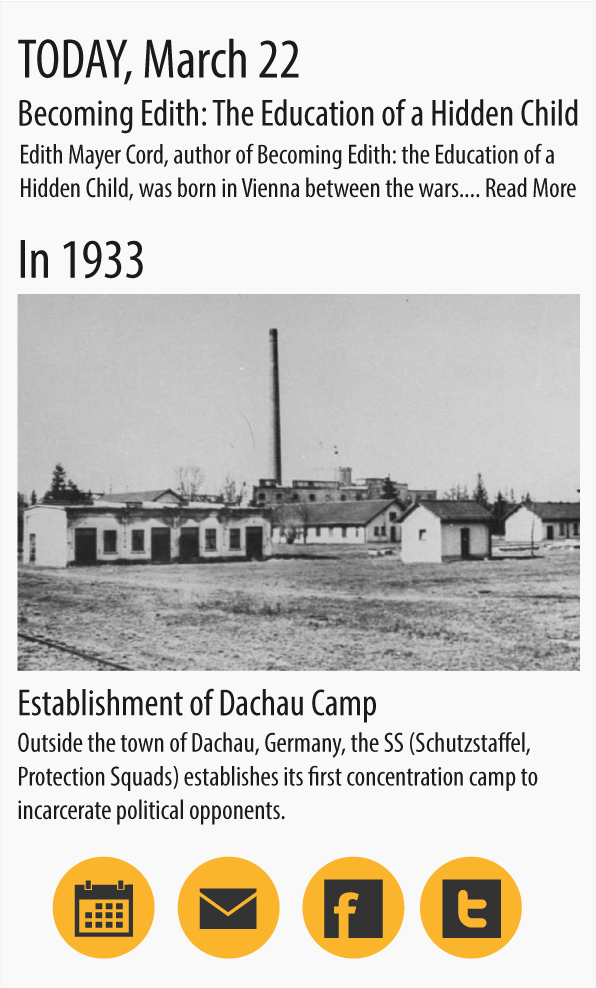 TODAY, March 22
Becoming Edith: The Education of a Hidden Child
Edith Mayer Cord, author of Becoming Edith: the Education of a
Hidden Child, was born in Vienna between the wars.... Read More
In 1933
Establishment of Dachau Camp
Outside the town of Dachau, Germany, the SS (Schutzstaffel,
Protection Squads) establishes its first concentration camp to
incarcerate political opponents.